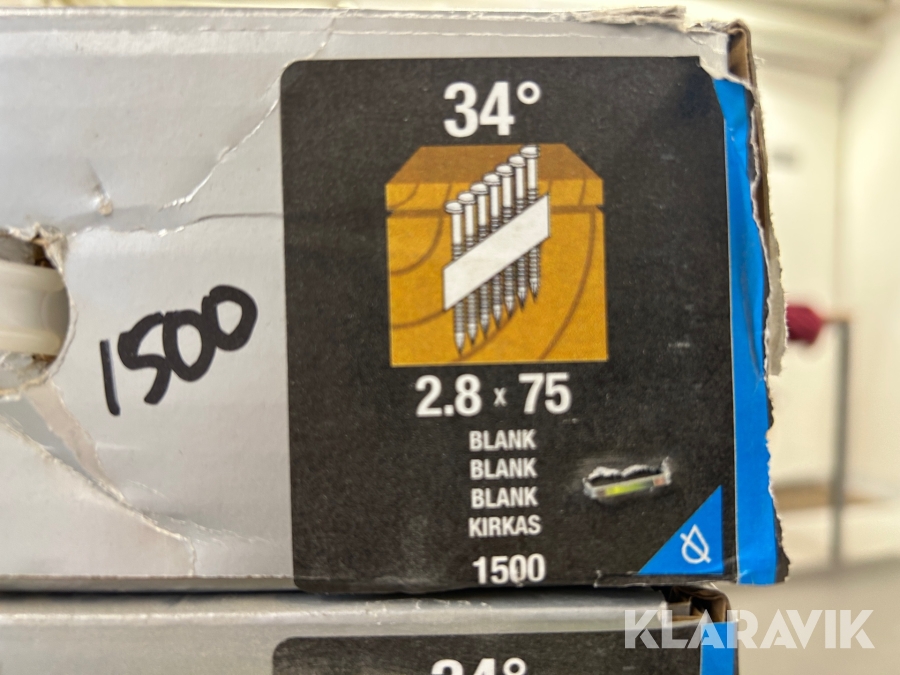 34°
2.8 x 75
BLANK
BLANK
BLANK
KIRKAS
1500
1500
34°
KLARAVIK